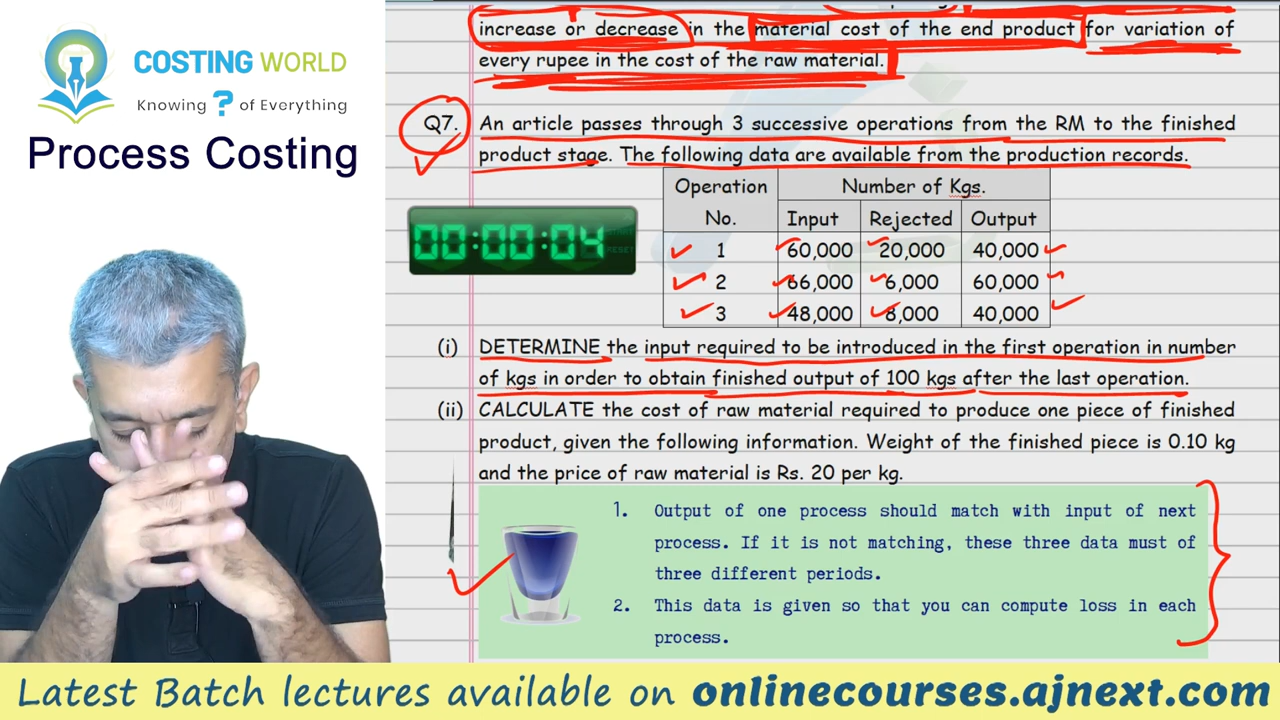 COSTING WORLD
Knowing ? of Everything
Process Costing
increase or decrease in the material cost of the end product for variation of
every rupee in the cost of the raw material.
Q7. An article passes through 3 successive operations from the RM to the finished
product stage. The following data are available from the production records.
Operation No. Number of Kgs.
Input Rejected Output
1 60,000 20,000 40,000
2 66,000 6,000 60,000
3 48,000 8,000 40,000
00:00:04
(i) DETERMINE the input required to be introduced in the first operation in number
of kgs in order to obtain finished output of 100 kgs after the last operation.
(ii) CALCULATE the cost of raw material required to produce one piece of finished
product, given the following information. Weight of the finished piece is 0.10 kg
and the price of raw material is Rs. 20 per kg.
1. Output of one process should match with input of next
process. If it is not matching, these three data must of
three different periods.
2. This data is given so that you can compute loss in each
process.
Latest Batch lectures available on onlinecourses.ajnext.com